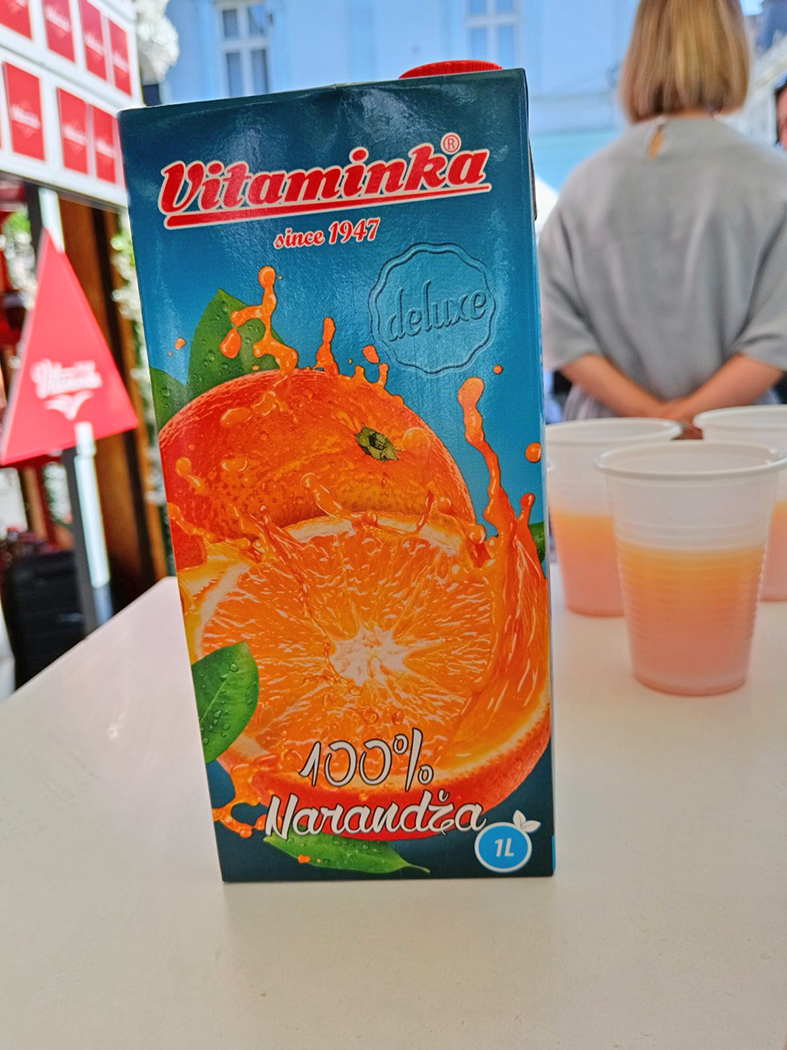 Vitaminka®
since 1947
deluxe
100%
Narandža
1L